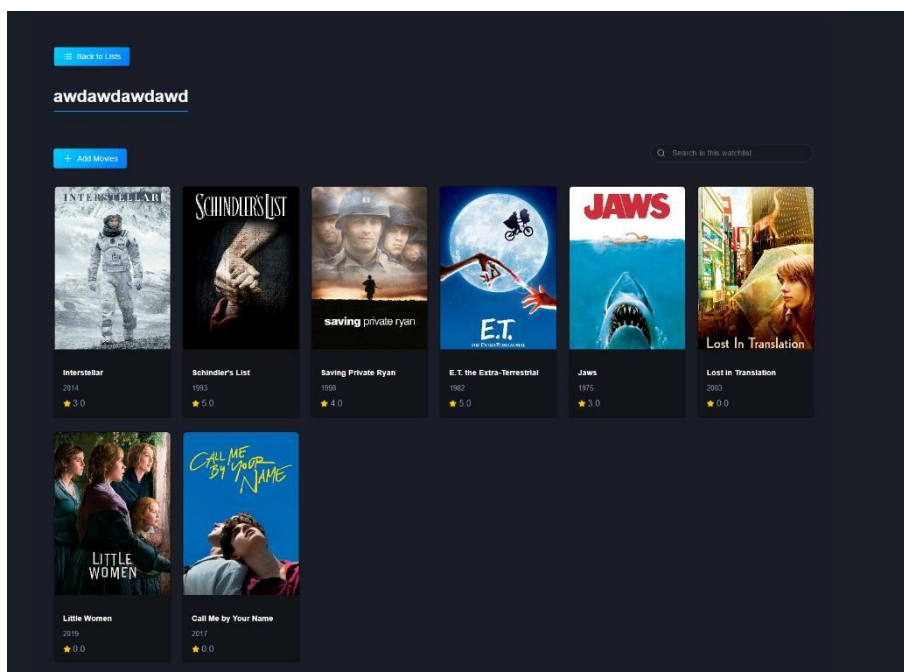 Back to Lists
awdawdawdawd
Add Movies
Search in this watchlist
INTERSTELLAR
SCHINDLER'S LIST
saving private ryan
E.T.
THE EXTRA-TERRESTRIAL
JAWS
Lost In Translation
Interstellar
2014
3.0
Schindler's List
1993
5.0
Saving Private Ryan
1998
4.0
E.T. the Extra-Terrestrial
1982
5.0
Jaws
1975
3.0
Lost in Translation
2003
0.0
LITTLE
WOMEN
CALL ME
BY YOUR
NAME
Little Women
2019
0.0
Call Me by Your Name
2017
0.0